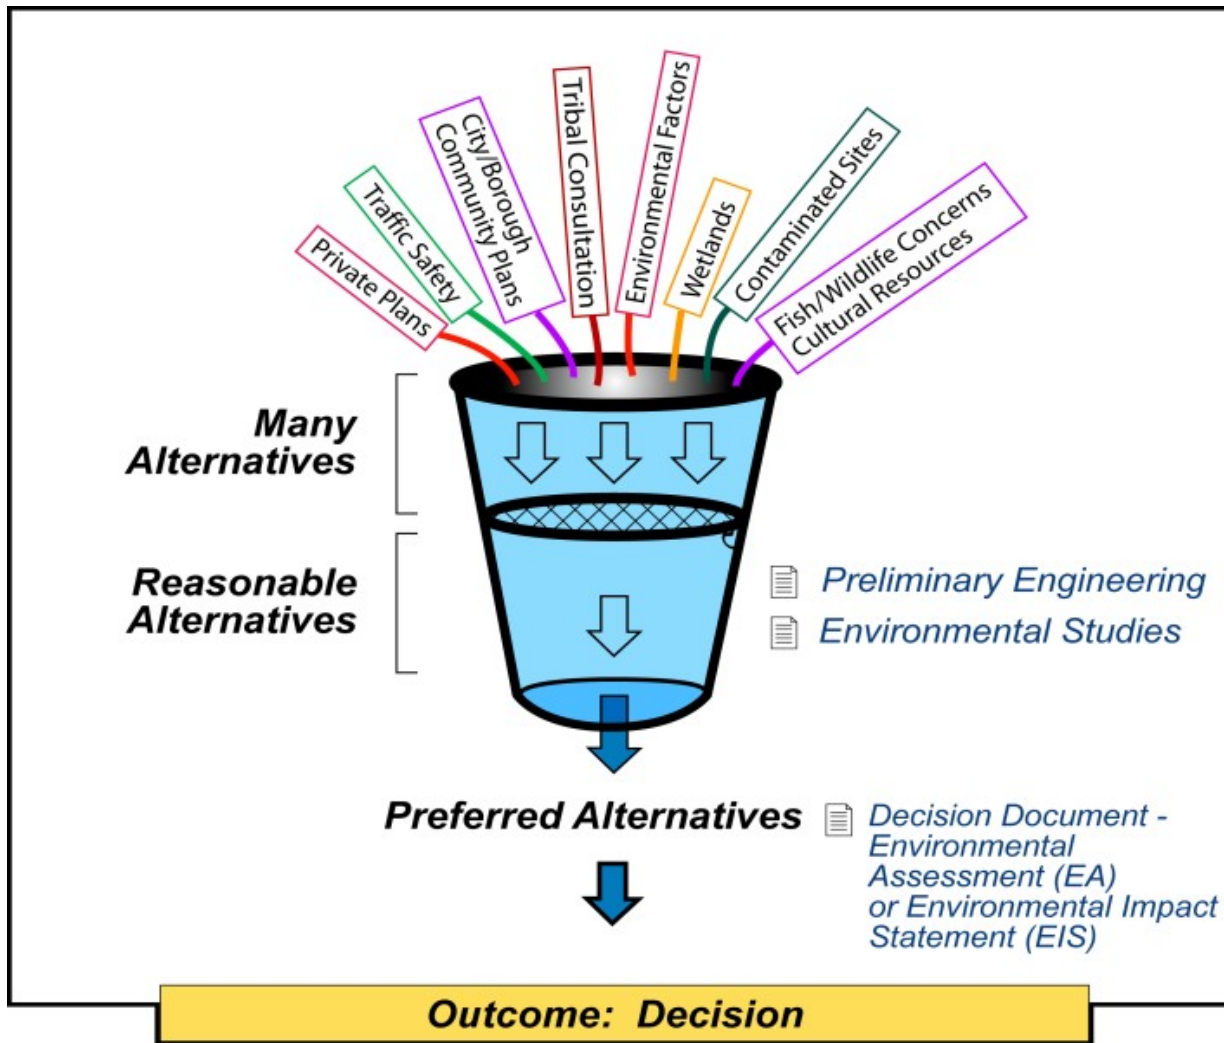 Private Plans
Traffic Safety
City/Borough
Community Plans
Tribal Consultation
Environmental Factors
Wetlands
Contaminated Sites
Fish/Wildlife Concerns
Cultural Resources
Many
Alternatives
Reasonable
Alternatives
Preliminary Engineering
Environmental Studies
Preferred Alternatives
Decision Document -
Environmental
Assessment (EA)
or Environmental Impact
Statement (EIS)
Outcome: Decision